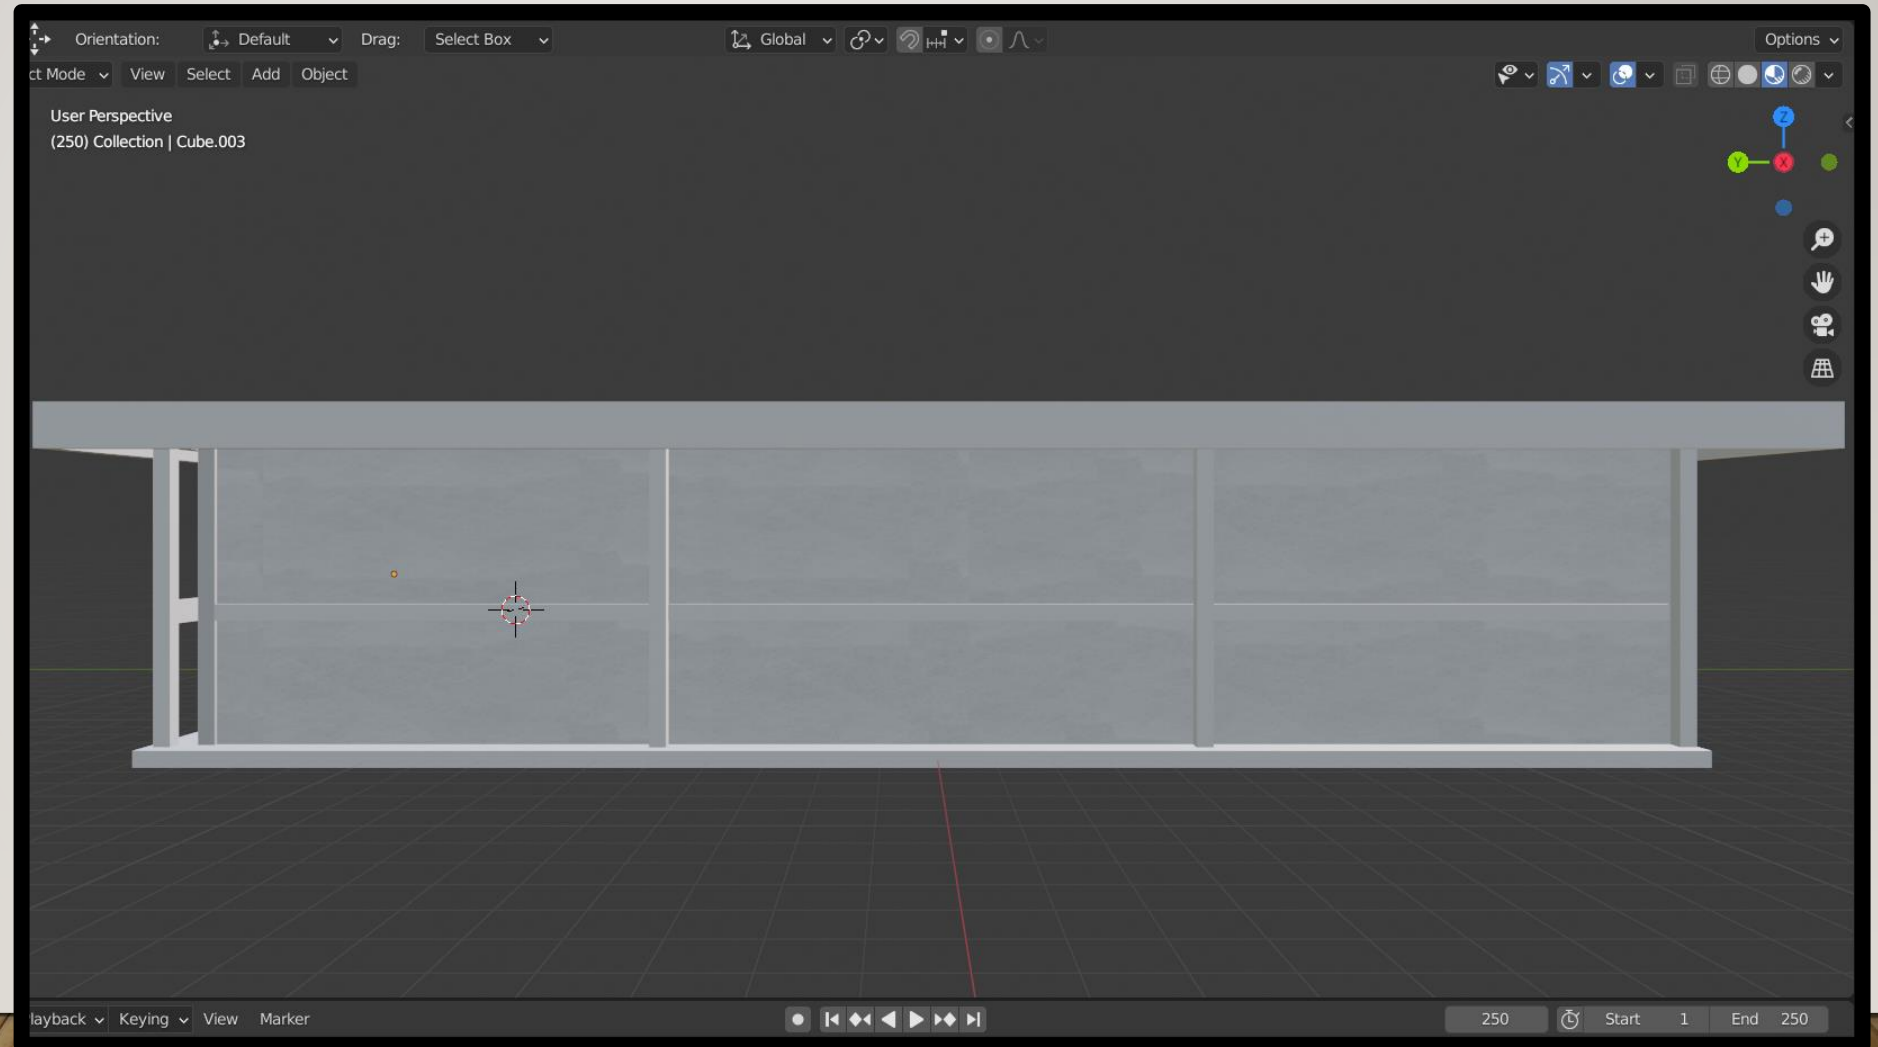 Orientation: Default Drag: Select Box Global Options
ct Mode View Select Add Object
User Perspective
(250) Collection | Cube.003
Z
Y X
layback Keying View Marker 250 Start 1 End 250